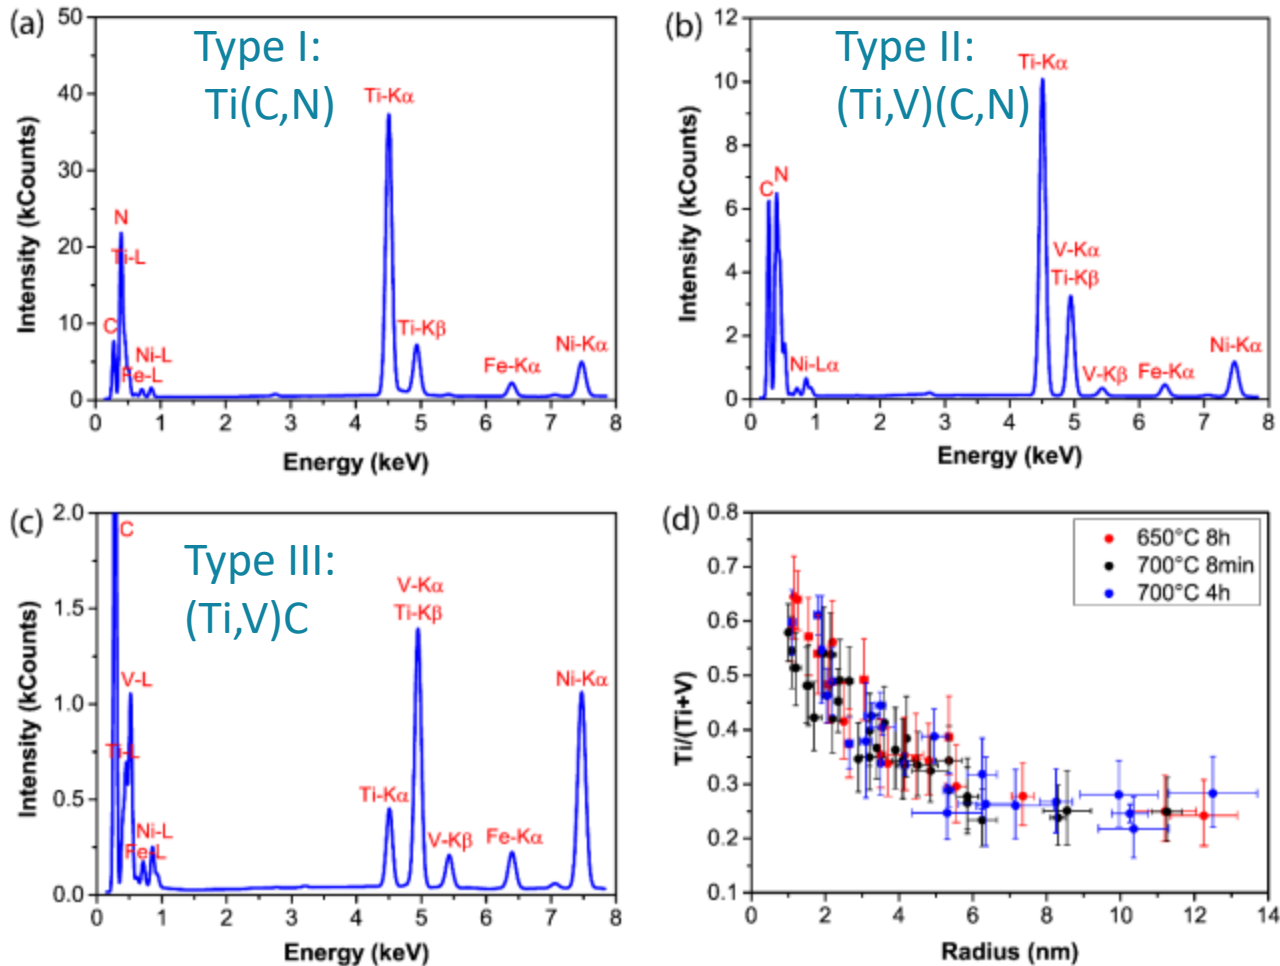 (a)
Type I:
Ti(C,N)
50
40
30
20
10
0
Intensity (kCounts)
Ti-Kα
N
Ti-L
C
Ni-L
Fe-L
Ti-Kβ
Fe-Kα
Ni-Kα
0 1 2 3 4 5 6 7 8
Energy (keV)
(b)
Type II:
(Ti,V)(C,N)
12
10
8
6
4
2
0
Intensity (kCounts)
Ti-Kα
C
N
V-Kα
Ti-Kβ
Ni-Lα
V-Kβ
Fe-Kα
Ni-Kα
0 1 2 3 4 5 6 7 8
Energy (keV)
(c)
Type III:
(Ti,V)C
2.0
1.5
1.0
0.5
0.0
Intensity (kCounts)
C
V-Kα
Ti-Kβ
V-L
Ti-L
Ni-L
Fe-L
Ti-Kα
V-Kβ
Fe-Kα
Ni-Kα
0 1 2 3 4 5 6 7 8
Energy (keV)
(d)
0.8
0.7
0.6
0.5
0.4
0.3
0.2
0.1
Ti/(Ti+V)
650°C 8h
700°C 8min
700°C 4h
0 2 4 6 8 10 12 14
Radius (nm)